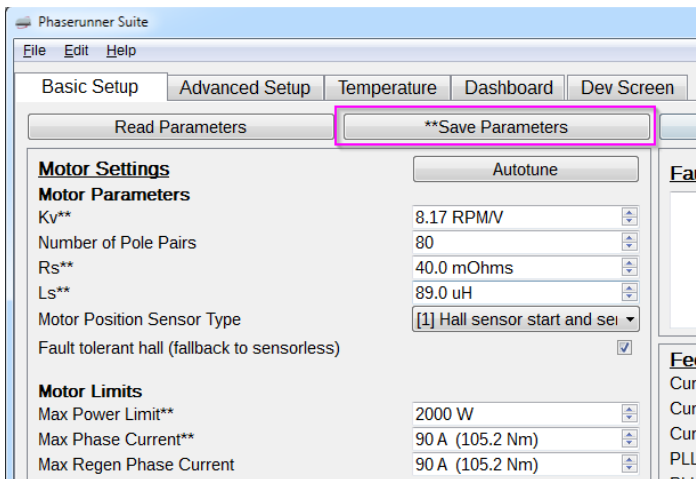 Phaserunner Suite
File Edit Help
Basic Setup Advanced Setup Temperature Dashboard Dev Screen
Read Parameters **Save Parameters
Motor Settings Autotune
Motor Parameters
Kv** 8.17 RPM/V
Number of Pole Pairs 80
Rs** 40.0 mOhms
Ls** 89.0 uH
Motor Position Sensor Type [1] Hall sensor start and
Fault tolerant hall (fallback to sensorless)
Motor Limits
Max Power Limit** 2000 W
Max Phase Current** 90 A (105.2 Nm)
Max Regen Phase Current 90 A (105.2 Nm)
PLL